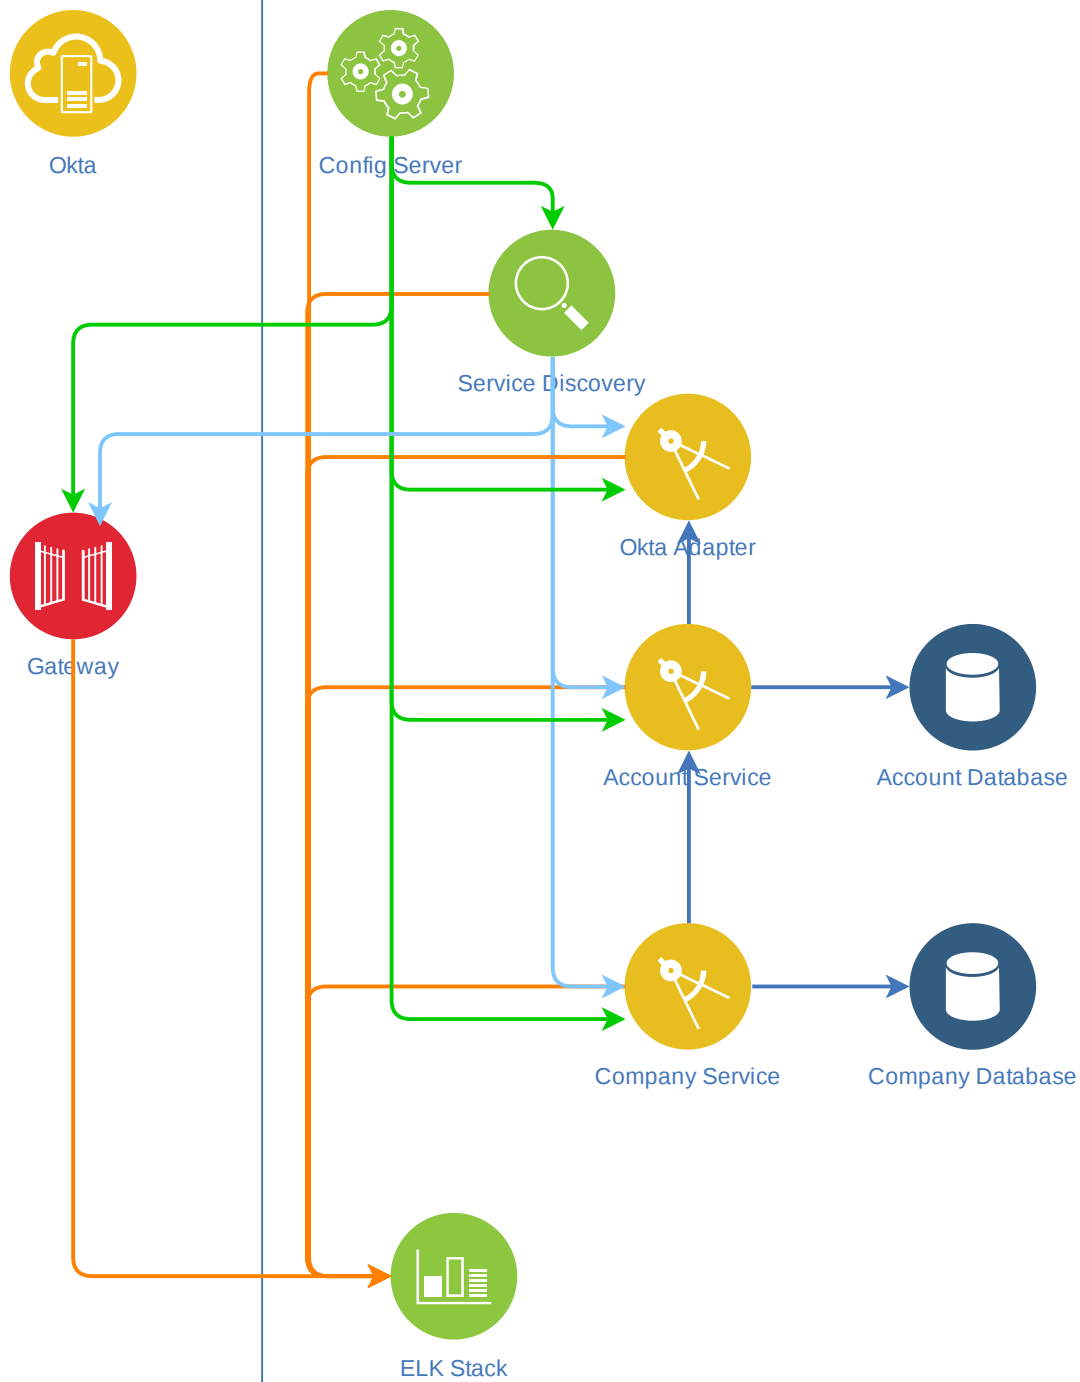 Okta
Config Server
Service Discovery
Okta Adapter
Gateway
Account Service
Account Database
Company Service
Company Database
ELK Stack